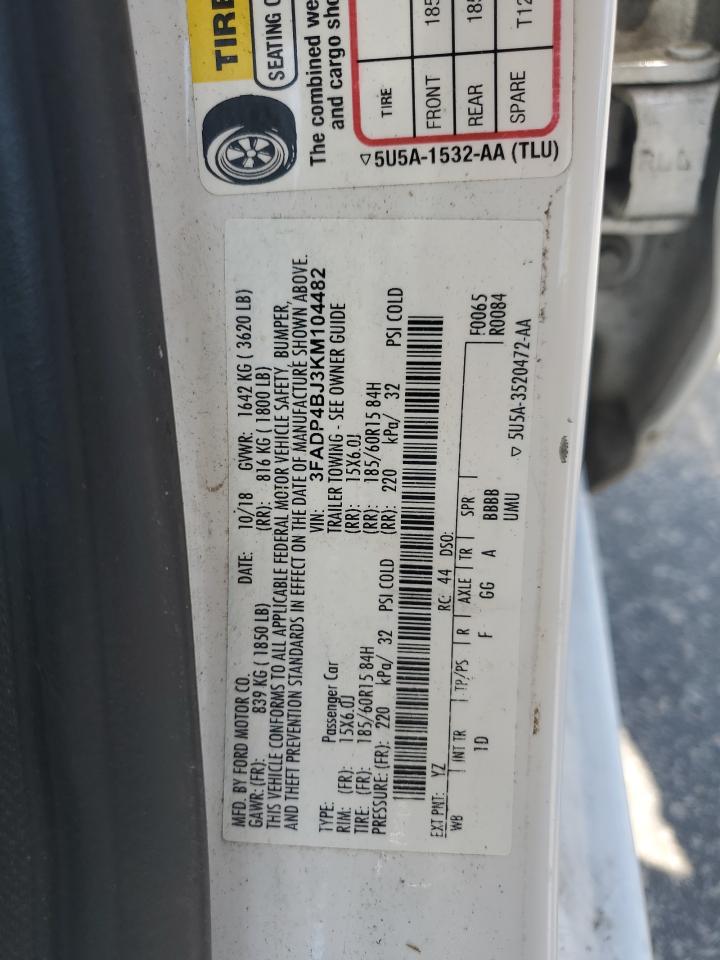 TIRE
SEATING C
The combined we
and cargo sho
TIRE
FRONT 185
REAR 185
SPARE T12
▽5U5A-1532-AA (TLU)
MFD. BY FORD MOTOR CO. DATE: 10/18 GVWR: 1642 KG ( 3620 LB)
GAWR: (FR): 839 KG ( 1850 LB) (RR): 816 KG ( 1800 LB)
THIS VEHICLE CONFORMS TO ALL APPLICABLE FEDERAL MOTOR VEHICLE SAFETY, BUMPER,
AND THEFT PREVENTION STANDARDS IN EFFECT ON THE DATE OF MANUFACTURE SHOWN ABOVE.
VIN: 3FADP4BJ3KM104482
TYPE: Passenger Car TRAILER TOWING - SEE OWNER GUIDE
RIM: (FR): 15X6.0J (RR): 15X6.0J
TIRE: (FR): 185/60R15 84H (RR): 185/60R15 84H
PRESSURE: (FR): 220 kPa/ 32 PSI COLD (RR): 220 kPa/ 32 PSI COLD
EXT PNT: YZ RC: 44 DSO: F0065
WB INT TR TP/PS R AXLE TR SPR R0084
1D F GG A BBBB
UMU
▽ 5U5A-3520472-AA